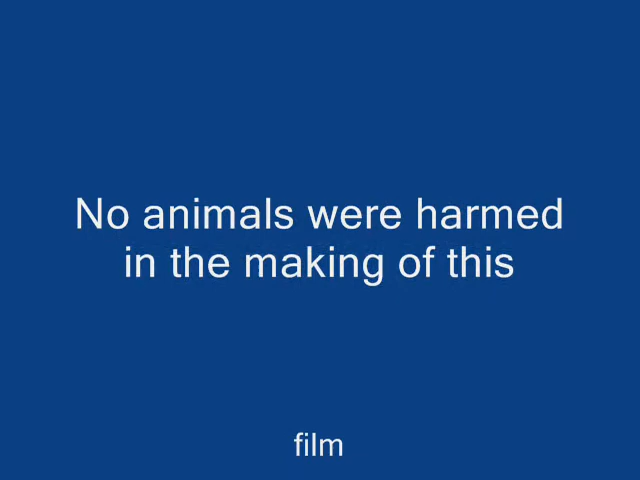 No animals were harmed
in the making of this
film